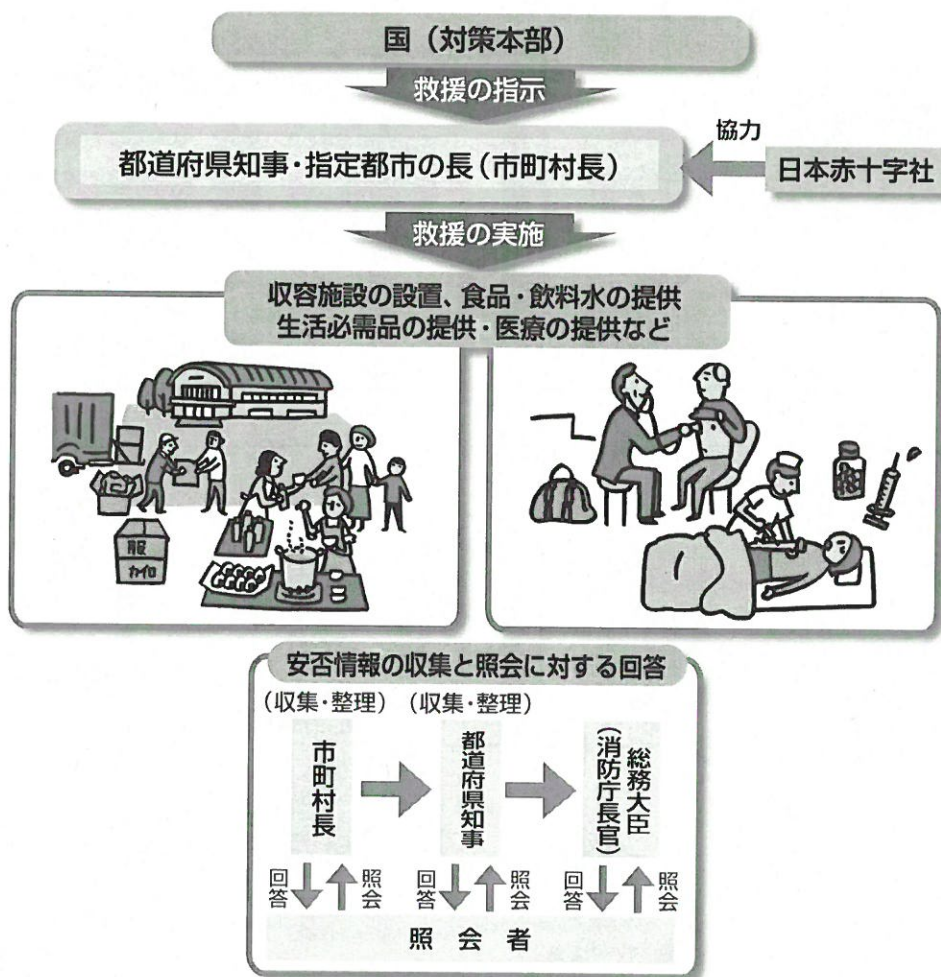 国（対策本部）
救援の指示
都道府県知事・指定都市の長（市町村長）
協力
日本赤十字社
救援の実施
収容施設の設置、食品・飲料水の提供
生活必需品の提供・医療の提供など
服
カイロ
安否情報の収集と照会に対する回答
（収集・整理）
（収集・整理）
市町村長
都道府県知事
総務大臣
（消防庁長官）
回答
照会
回答
照会
回答
照会
照会者